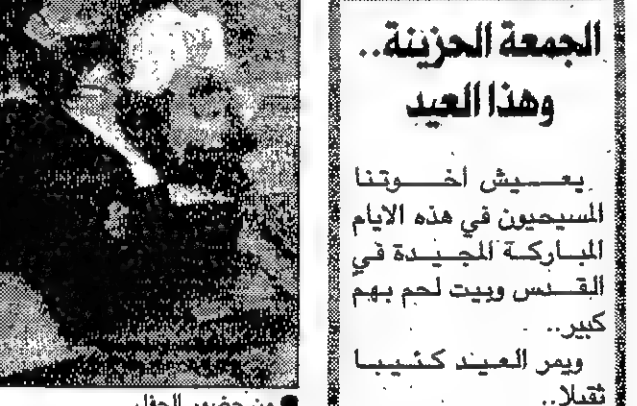 الجمعة الحزينة..
وهذا العيد
يعيش أخوتنا
المسيحيون في هذه الايام
المباركة المجيدة في
القدس وبيت لحم بهم
كبير..
ويمر العيد كئيبا
ثقيلا..
من حضور الحفل